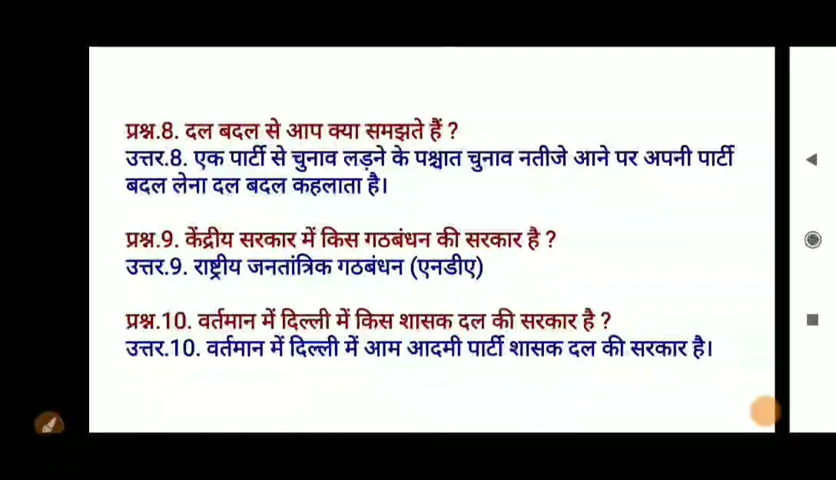 प्रश्न.8. दल बदल से आप क्या समझते हैं ?
उत्तर.8. एक पार्टी से चुनाव लड़ने के पश्चात चुनाव नतीजे आने पर अपनी पार्टी
बदल लेना दल बदल कहलाता है।
प्रश्न.9. केंद्रीय सरकार में किस गठबंधन की सरकार है ?
उत्तर.9. राष्ट्रीय जनतांत्रिक गठबंधन (एनडीए)
प्रश्न.10. वर्तमान में दिल्ली में किस शासक दल की सरकार है ?
उत्तर.10. वर्तमान में दिल्ली में आम आदमी पार्टी शासक दल की सरकार है।